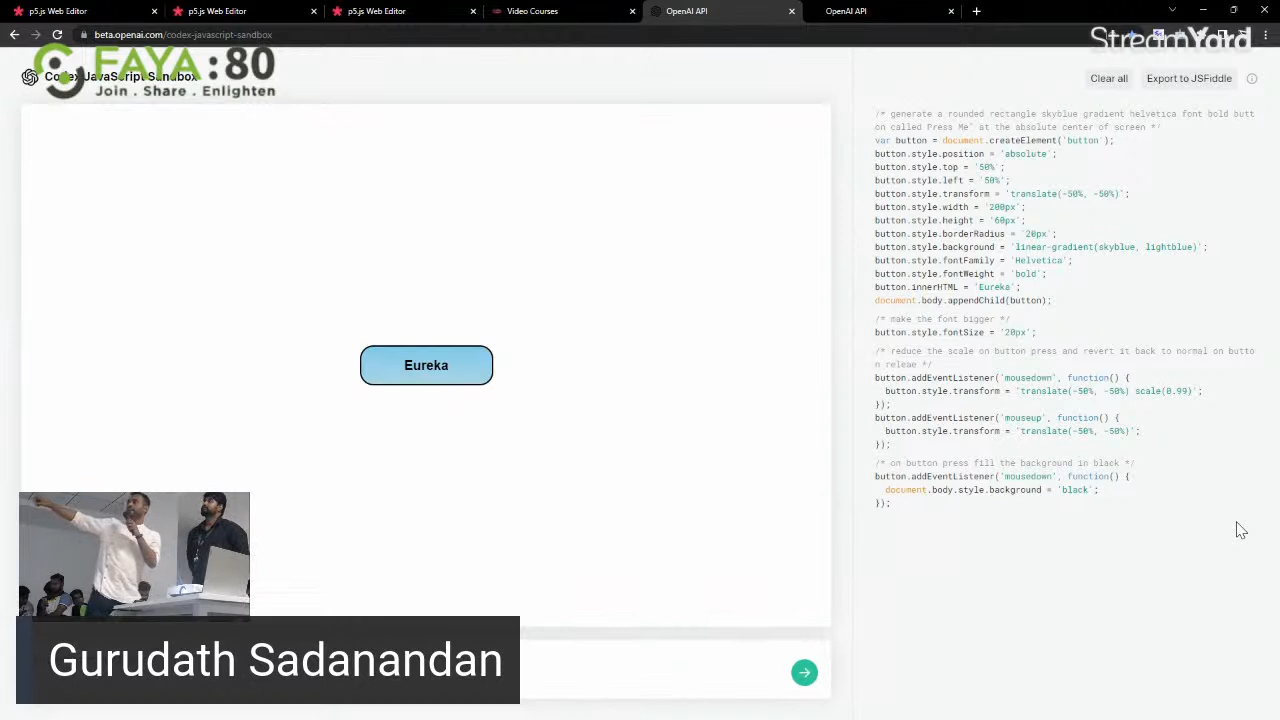 p5.js Web Editor
p5.js Web Editor
p5.js Web Editor
Video Courses
OpenAI API
OpenAI API
beta.openai.com/codex-javascript-sandbox
StreamYard
FAYA:80
Join . Share . Enlighten
Codex JavaScript Sandbox
Clear all
Export to JSFiddle
/* generate a rounded rectangle skyblue gradient helvetica font bold butt
on called Press Me` at the absolute center of screen */
var button = document.createElement('button');
button.style.position = 'absolute';
button.style.top = '50%';
button.style.left = '50%';
button.style.transform = 'translate(-50%, -50%)';
button.style.width = '200px';
button.style.height = '60px';
button.style.borderRadius = '20px';
button.style.background = 'linear-gradient(skyblue, lightblue)';
button.style.fontFamily = 'Helvetica';
button.style.fontWeight = 'bold';
button.innerHTML = 'Eureka';
document.body.appendChild(button);
/* make the font bigger */
button.style.fontSize = '20px';
/* reduce the scale on button press and revert it back to normal on butto
n releae */
button.addEventListener('mousedown', function() {
button.style.transform = 'translate(-50%, -50%) scale(0.99)';
});
button.addEventListener('mouseup', function() {
button.style.transform = 'translate(-50%, -50%)';
});
/* on button press fill the background in black */
button.addEventListener('mousedown', function() {
document.body.style.background = 'black';
});
Eureka
Gurudath Sadanandan